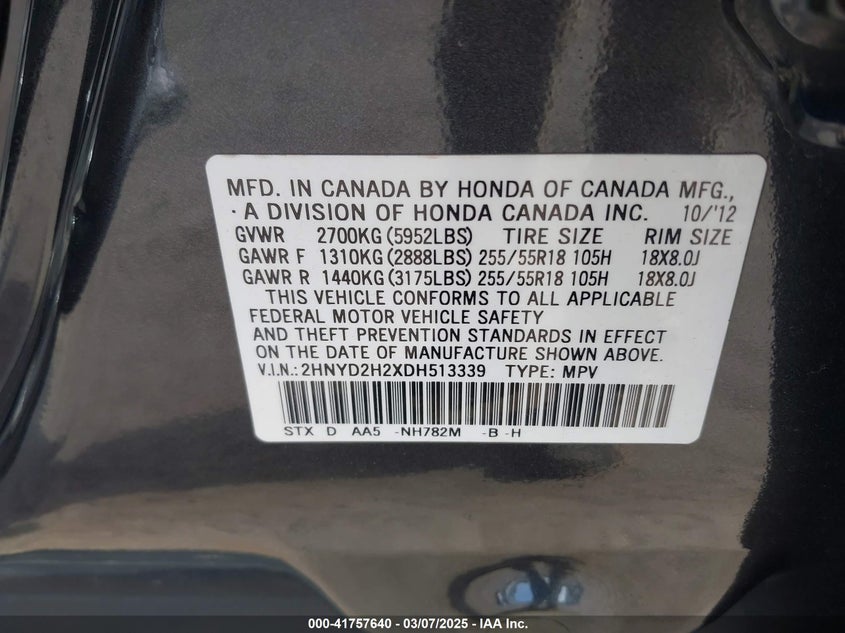 MFD. IN CANADA BY HONDA OF CANADA MFG.,
· A DIVISION OF HONDA CANADA INC. 10/'12
GVWR 2700KG (5952LBS) TIRE SIZE RIM SIZE
GAWR F 1310KG (2888LBS) 255/55R18 105H 18X8.0J
GAWR R 1440KG (3175LBS) 255/55R18 105H 18X8.0J
THIS VEHICLE CONFORMS TO ALL APPLICABLE
FEDERAL MOTOR VEHICLE SAFETY
AND THEFT PREVENTION STANDARDS IN EFFECT
ON THE DATE OF MANUFACTURE SHOWN ABOVE.
V.I.N.: 2HNYD2H2XDH513339 TYPE: MPV
STX D AA5 -NH782M -B -H
000-41757640 - 03/07/2025 - IAA Inc.